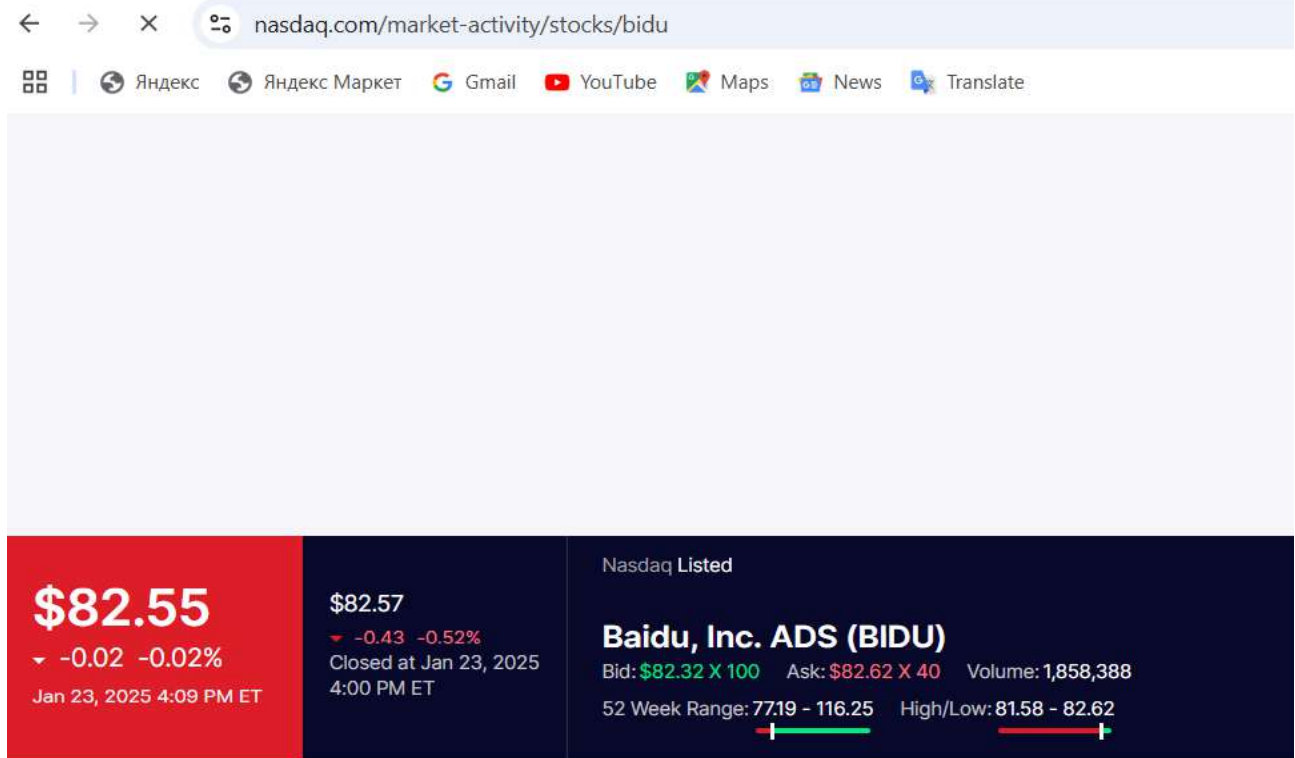 nasdaq.com/market-activity/stocks/bidu
Яндекс Яндекс Маркет Gmail YouTube Maps News Translate
$82.55
-0.02 -0.02%
Jan 23, 2025 4:09 PM ET
$82.57
-0.43 -0.52%
Closed at Jan 23, 2025
4:00 PM ET
Nasdaq Listed
Baidu, Inc. ADS (BIDU)
Bid: $82.32 X 100 Ask: $82.62 X 40 Volume: 1,858,388
52 Week Range: 77.19 - 116.25 High/Low: 81.58 - 82.62